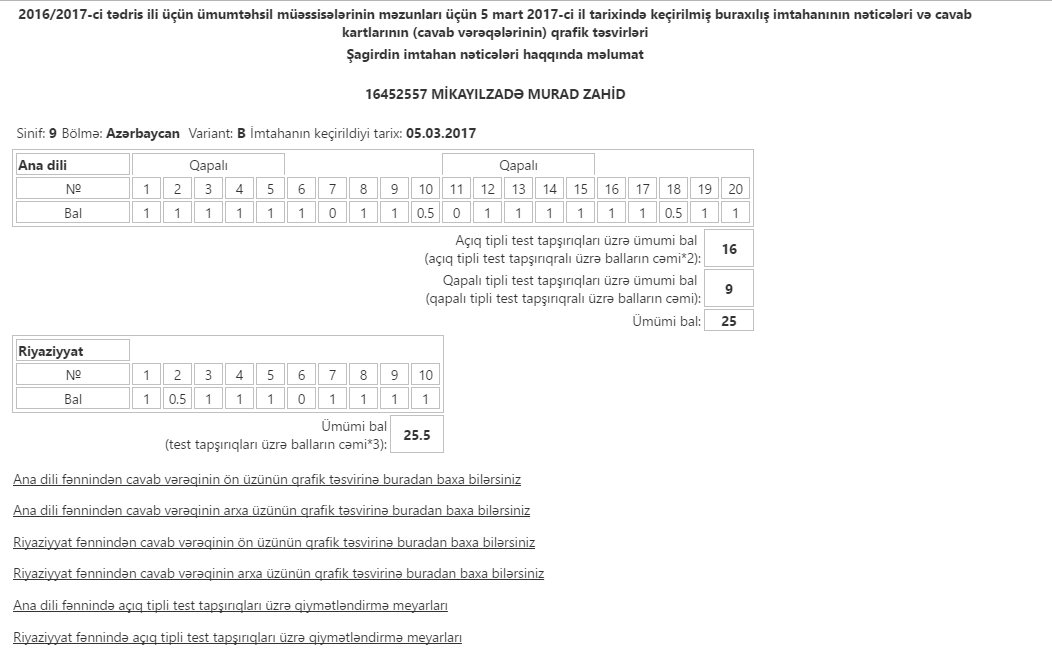 2016/2017-ci tədris ili üçün ümumtəhsil müəssisələrinin məzunları üçün 5 mart 2017-ci il tarixində keçirilmiş buraxılış imtahanının nəticələri və cavab
kartlarının (cavab vərəqələrinin) qrafik təsvirləri
Şagirdin imtahan nəticələri haqqında məlumat
16452557 MİKAYILZADƏ MURAD ZAHİD
Sinif: 9 Bölmə: Azərbaycan Variant: B İmtahanın keçirildiyi tarix: 05.03.2017
Ana dili Qapalı Qapalı
Nº 1 2 3 4 5 6 7 8 9 10 11 12 13 14 15 16 17 18 19 20
Bal 1 1 1 1 1 1 0 1 1 0.5 0 1 1 1 1 1 1 0.5 1 1
Açıq tipli test tapşırıqları üzrə ümumi bal
(açıq tipli test tapşırıqralı üzrə balların cəmi*2): 16
Qapalı tipli test tapşırıqları üzrə ümumi bal
(qapalı tipli test tapşırıqralı üzrə balların cəmi): 9
Ümümi bal: 25
Riyaziyyat
Nº 1 2 3 4 5 6 7 8 9 10
Bal 1 0.5 1 1 1 0 1 1 1 1
Ümümi bal
(test tapşırıqları üzrə balların cəmi*3): 25.5
Ana dili fənnindən cavab vərəqinin ön üzünün qrafik təsvirinə buradan baxa bilərsiniz
Ana dili fənnindən cavab vərəqinin arxa üzünün qrafik təsvirinə buradan baxa bilərsiniz
Riyaziyyat fənnindən cavab vərəqinin ön üzünün qrafik təsvirinə buradan baxa bilərsiniz
Riyaziyyat fənnindən cavab vərəqinin arxa üzünün qrafik təsvirinə buradan baxa bilərsiniz
Ana dili fənnində açıq tipli test tapşırıqları üzrə qiymətləndirmə meyarları
Riyaziyyat fənnində açıq tipli test tapşırıqları üzrə qiymətləndirmə meyarları